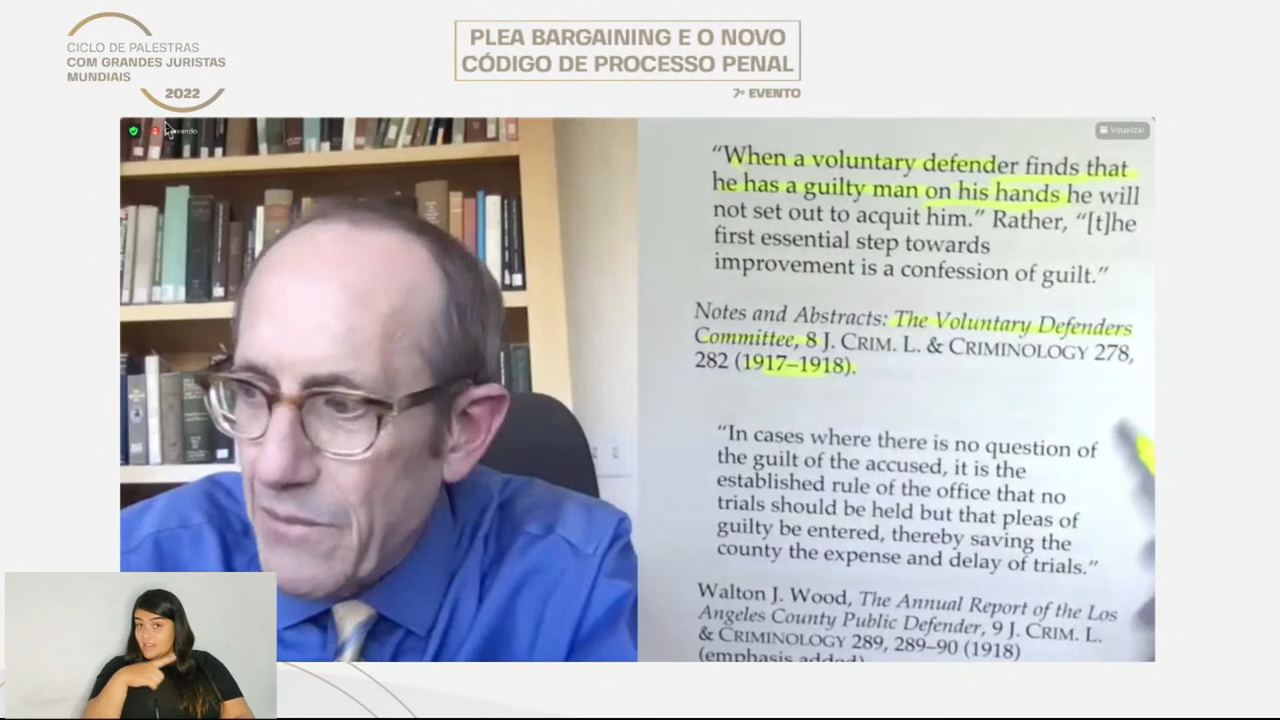 CICLO DE PALESTRAS
COM GRANDES JURISTAS
MUNDIAIS
2022
PLEA BARGAINING E O NOVO
CÓDIGO DE PROCESSO PENAL
7º EVENTO
Visualizar
“When a voluntary defender finds that
he has a guilty man on his hands he will
not set out to acquit him.” Rather, “[t]he
first essential step towards
improvement is a confession of guilt.”
Notes and Abstracts: The Voluntary Defenders
Committee, 8 J. CRIM. L. & CRIMINOLOGY 278,
282 (1917–1918).
“In cases where there is no question of
the guilt of the accused, it is the
established rule of the office that no
trials should be held but that pleas of
guilty be entered, thereby saving the
county the expense and delay of trials.”
Walton J. Wood, The Annual Report of the Los
Angeles County Public Defender, 9 J. CRIM. L.
& CRIMINOLOGY 289, 289–90 (1918)
(emphasis added)